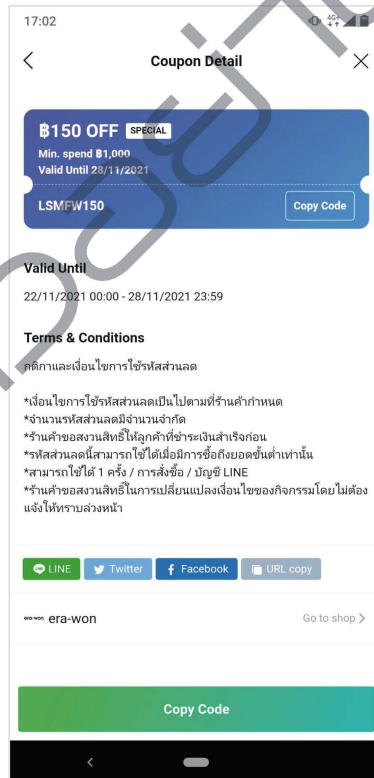 17:02
4G+
Coupon Detail
฿150 OFF SPECIAL
Min. spend ฿1,000
Valid Until 28/11/2021
LSMFW150
Copy Code
Valid Until
22/11/2021 00:00 - 28/11/2021 23:59
Terms & Conditions
กติกาและเงื่อนไขการใช้รหัสส่วนลด
*เงื่อนไขการใช้รหัสส่วนลดเป็นไปตามที่ร้านค้ากำหนด
*จำนวนรหัสส่วนลดมีจำนวนจำกัด
*ร้านค้าขอสงวนสิทธิ์ให้ลูกค้าที่ชำระเงินสำเร็จก่อน
*รหัสส่วนลดนี้สามารถใช้ได้เมื่อมีการซื้อถึงยอดขั้นต่ำเท่านั้น
*สามารถใช้ได้ 1 ครั้ง / การสั่งซื้อ / บัญชี LINE
*ร้านค้าขอสงวนสิทธิในการเปลี่ยนแปลงเงื่อนไขของกิจกรรมโดยไม่ต้อง
แจ้งให้ทราบล่วงหน้า
LINE Twitter Facebook URL copy
era-won era-won
Go to shop
Copy Code